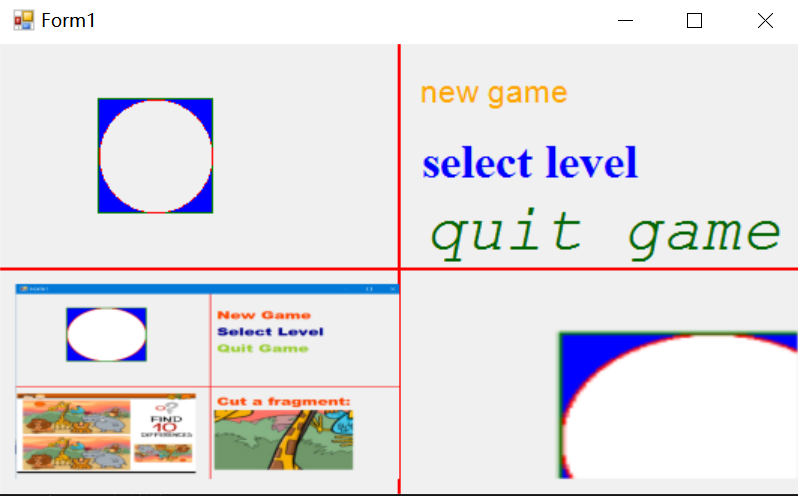 Form1
new game
select level
quit game
New Game
Select Level
Quit Game
Cut a fragment:
FIND
10
DIFFERENCES